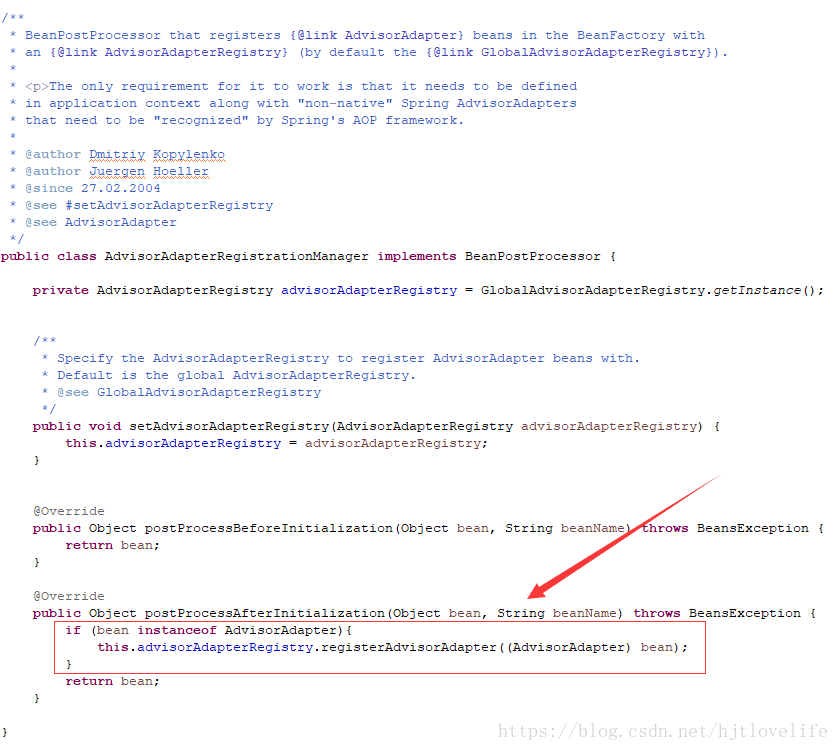 /**
 * BeanPostProcessor that registers {@link AdvisorAdapter} beans in the BeanFactory with
 * an {@link AdvisorAdapterRegistry} (by default the {@link GlobalAdvisorAdapterRegistry}).
 *
 * <p>The only requirement for it to work is that it needs to be defined
 * in application context along with "non-native" Spring AdvisorAdapters
 * that need to be "recognized" by Spring's AOP framework.
 *
 * @author Dmitriy Kopylenko
 * @author Juergen Hoeller
 * @since 27.02.2004
 * @see #setAdvisorAdapterRegistry
 * @see AdvisorAdapter
 */
public class AdvisorAdapterRegistrationManager implements BeanPostProcessor {
    private AdvisorAdapterRegistry advisorAdapterRegistry = GlobalAdvisorAdapterRegistry.getInstance();
    /**
     * Specify the AdvisorAdapterRegistry to register AdvisorAdapter beans with.
     * Default is the global AdvisorAdapterRegistry.
     * @see GlobalAdvisorAdapterRegistry
     */
    public void setAdvisorAdapterRegistry(AdvisorAdapterRegistry advisorAdapterRegistry) {
        this.advisorAdapterRegistry = advisorAdapterRegistry;
    }
    @Override
    public Object postProcessBeforeInitialization(Object bean, String beanName) throws BeansException {
        return bean;
    }
    @Override
    public Object postProcessAfterInitialization(Object bean, String beanName) throws BeansException {
        if (bean instanceof AdvisorAdapter){
            this.advisorAdapterRegistry.registerAdvisorAdapter((AdvisorAdapter) bean);
        }
        return bean;
    }
}
https://blog.csdn.net/hjtlovelife